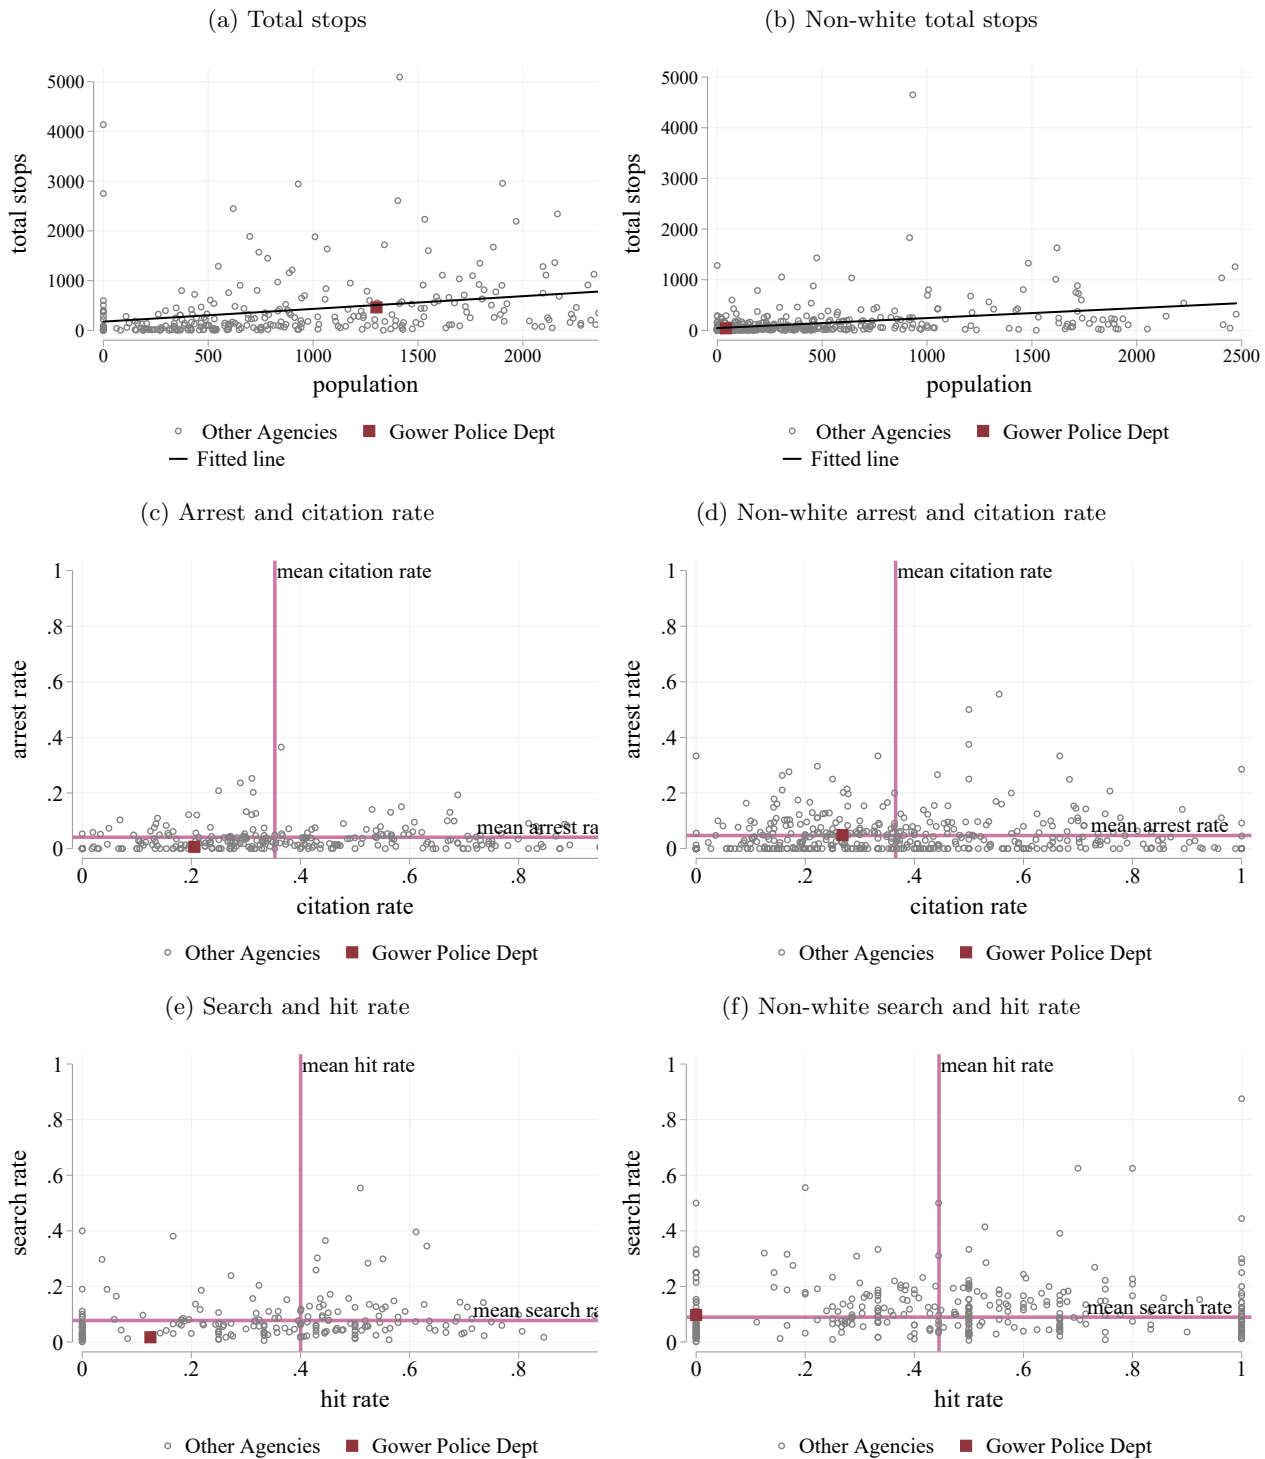 (a) Total stops
total stops
5000
4000
3000
2000
1000
0
0 500 1000 1500 2000
population
Other Agencies Gower Police Dept
Fitted line
(b) Non-white total stops
total stops
5000
4000
3000
2000
1000
0
0 500 1000 1500 2000 2500
population
Other Agencies Gower Police Dept
Fitted line
(c) Arrest and citation rate
mean citation rate
arrest rate
1
.8
.6
.4
.2
0
mean arrest ra
0 .2 .4 .6 .8
citation rate
Other Agencies Gower Police Dept
(d) Non-white arrest and citation rate
mean citation rate
arrest rate
1
.8
.6
.4
.2
0
mean arrest rate
0 .2 .4 .6 .8 1
citation rate
Other Agencies Gower Police Dept
(e) Search and hit rate
mean hit rate
search rate
1
.8
.6
.4
.2
0
mean search ra
0 .2 .4 .6 .8
hit rate
Other Agencies Gower Police Dept
(f) Non-white search and hit rate
mean hit rate
search rate
1
.8
.6
.4
.2
0
mean search rate
0 .2 .4 .6 .8 1
hit rate
Other Agencies Gower Police Dept